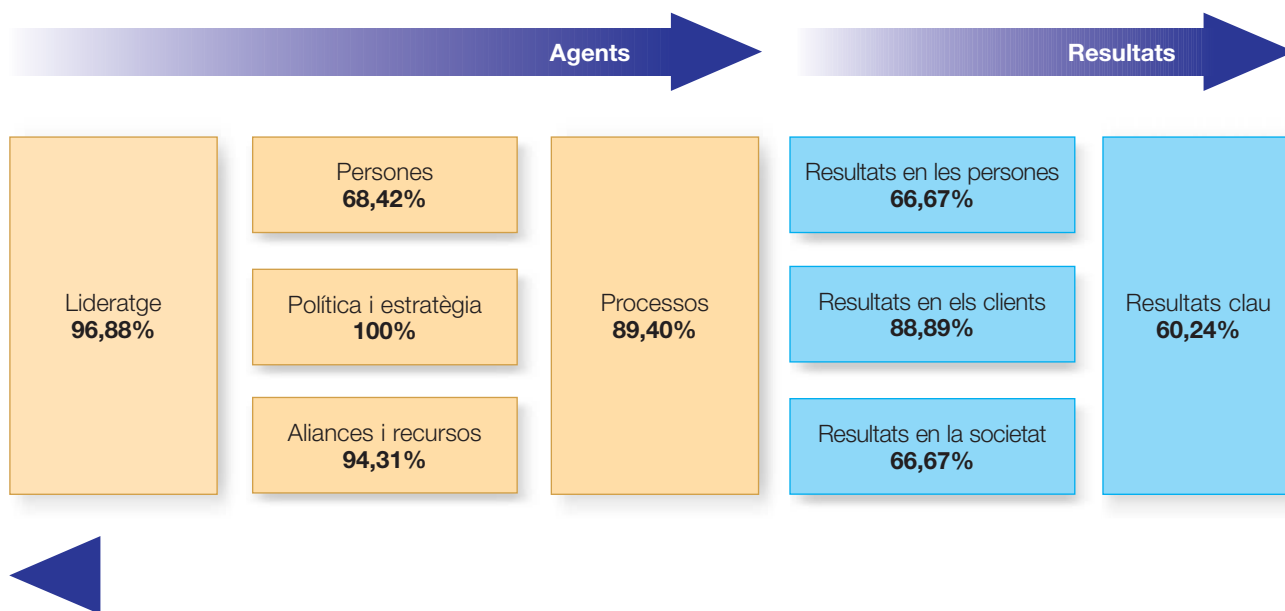 Agents
Resultats
Lideratge
96,88%
Persones
68,42%
Política i estratègia
100%
Aliances i recursos
94,31%
Processos
89,40%
Resultats en les persones
66,67%
Resultats en els clients
88,89%
Resultats en la societat
66,67%
Resultats clau
60,24%